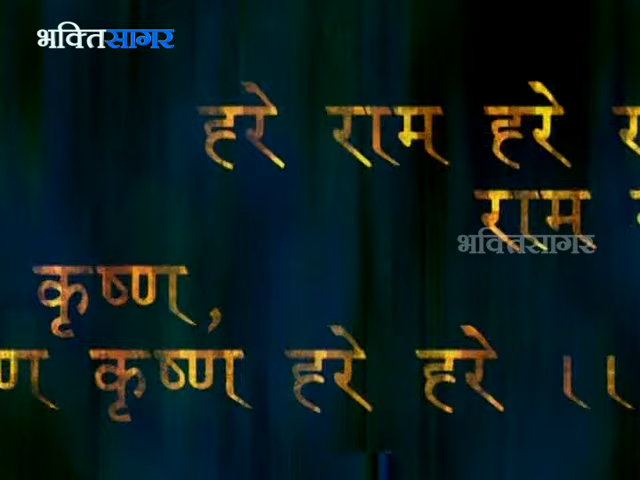 भक्तिसागर
हरे राम हरे
राम
भक्तिसागर
कृष्ण,
कृष्ण हरे हरे ।।